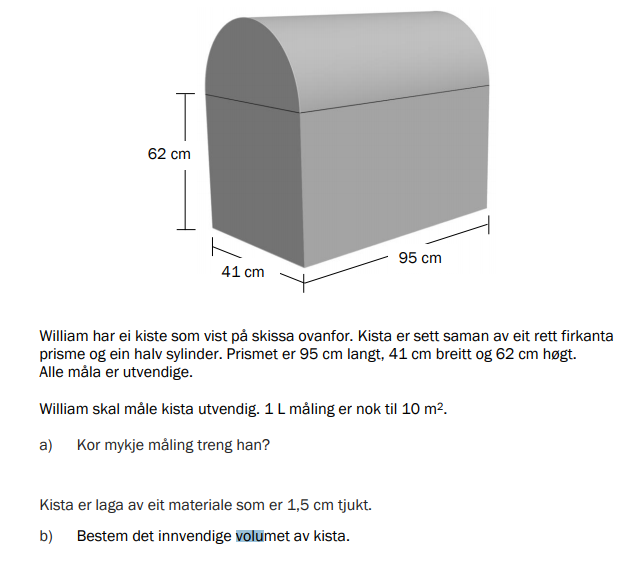 62 cm
95 cm
41 cm
William har ei kiste som vist på skissa ovanfor. Kista er sett saman av eit rett firkanta
prisme og ein halv sylinder. Prismet er 95 cm langt, 41 cm breitt og 62 cm høgt.
Alle måla er utvendige.
William skal måle kista utvendig. 1 L måling er nok til 10 m².
a) Kor mykje måling treng han?
Kista er laga av eit materiale som er 1,5 cm tjukt.
b) Bestem det innvendige volumet av kista.